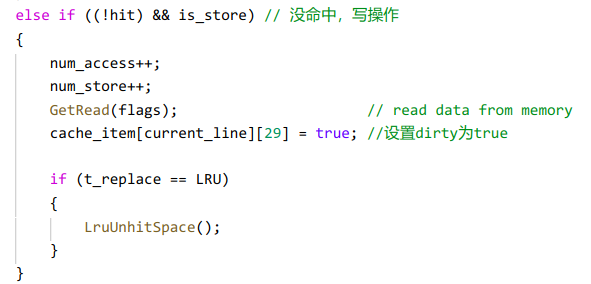 else if ((!hit) && is_store) // 没命中，写操作
{
    num_access++;
    num_store++;
    GetRead(flags);                      // read data from memory
    cache_item[current_line][29] = true; //设置dirty为true

    if (t_replace == LRU)
    {
        LruUnhitSpace();
    }
}